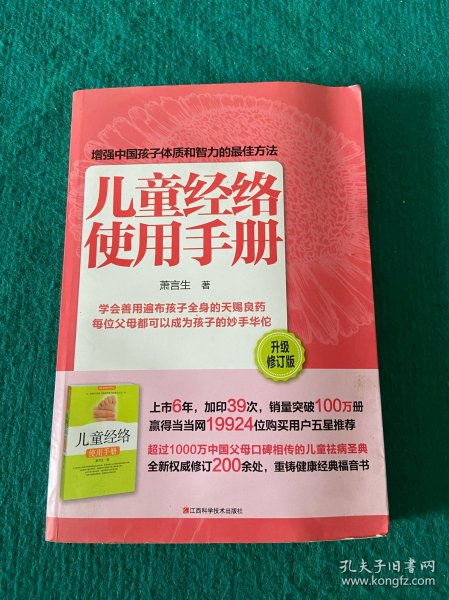 增强中国孩子体质和智力的最佳方法
儿童经络
使用手册
萧言生 著
学会善用遍布孩子全身的天赐良药
每位父母都可以成为孩子的妙手华佗
升级
修订版
上市6年，加印39次，销量突破100万册
赢得当当网19924位购买用户五星推荐
超过1000万中国父母口碑相传的儿童祛病圣典
全新权威修订200余处，重铸健康经典福音书
儿童经络
使用手册
江西科学技术出版社
孔夫子旧书网
www.kongfz.com